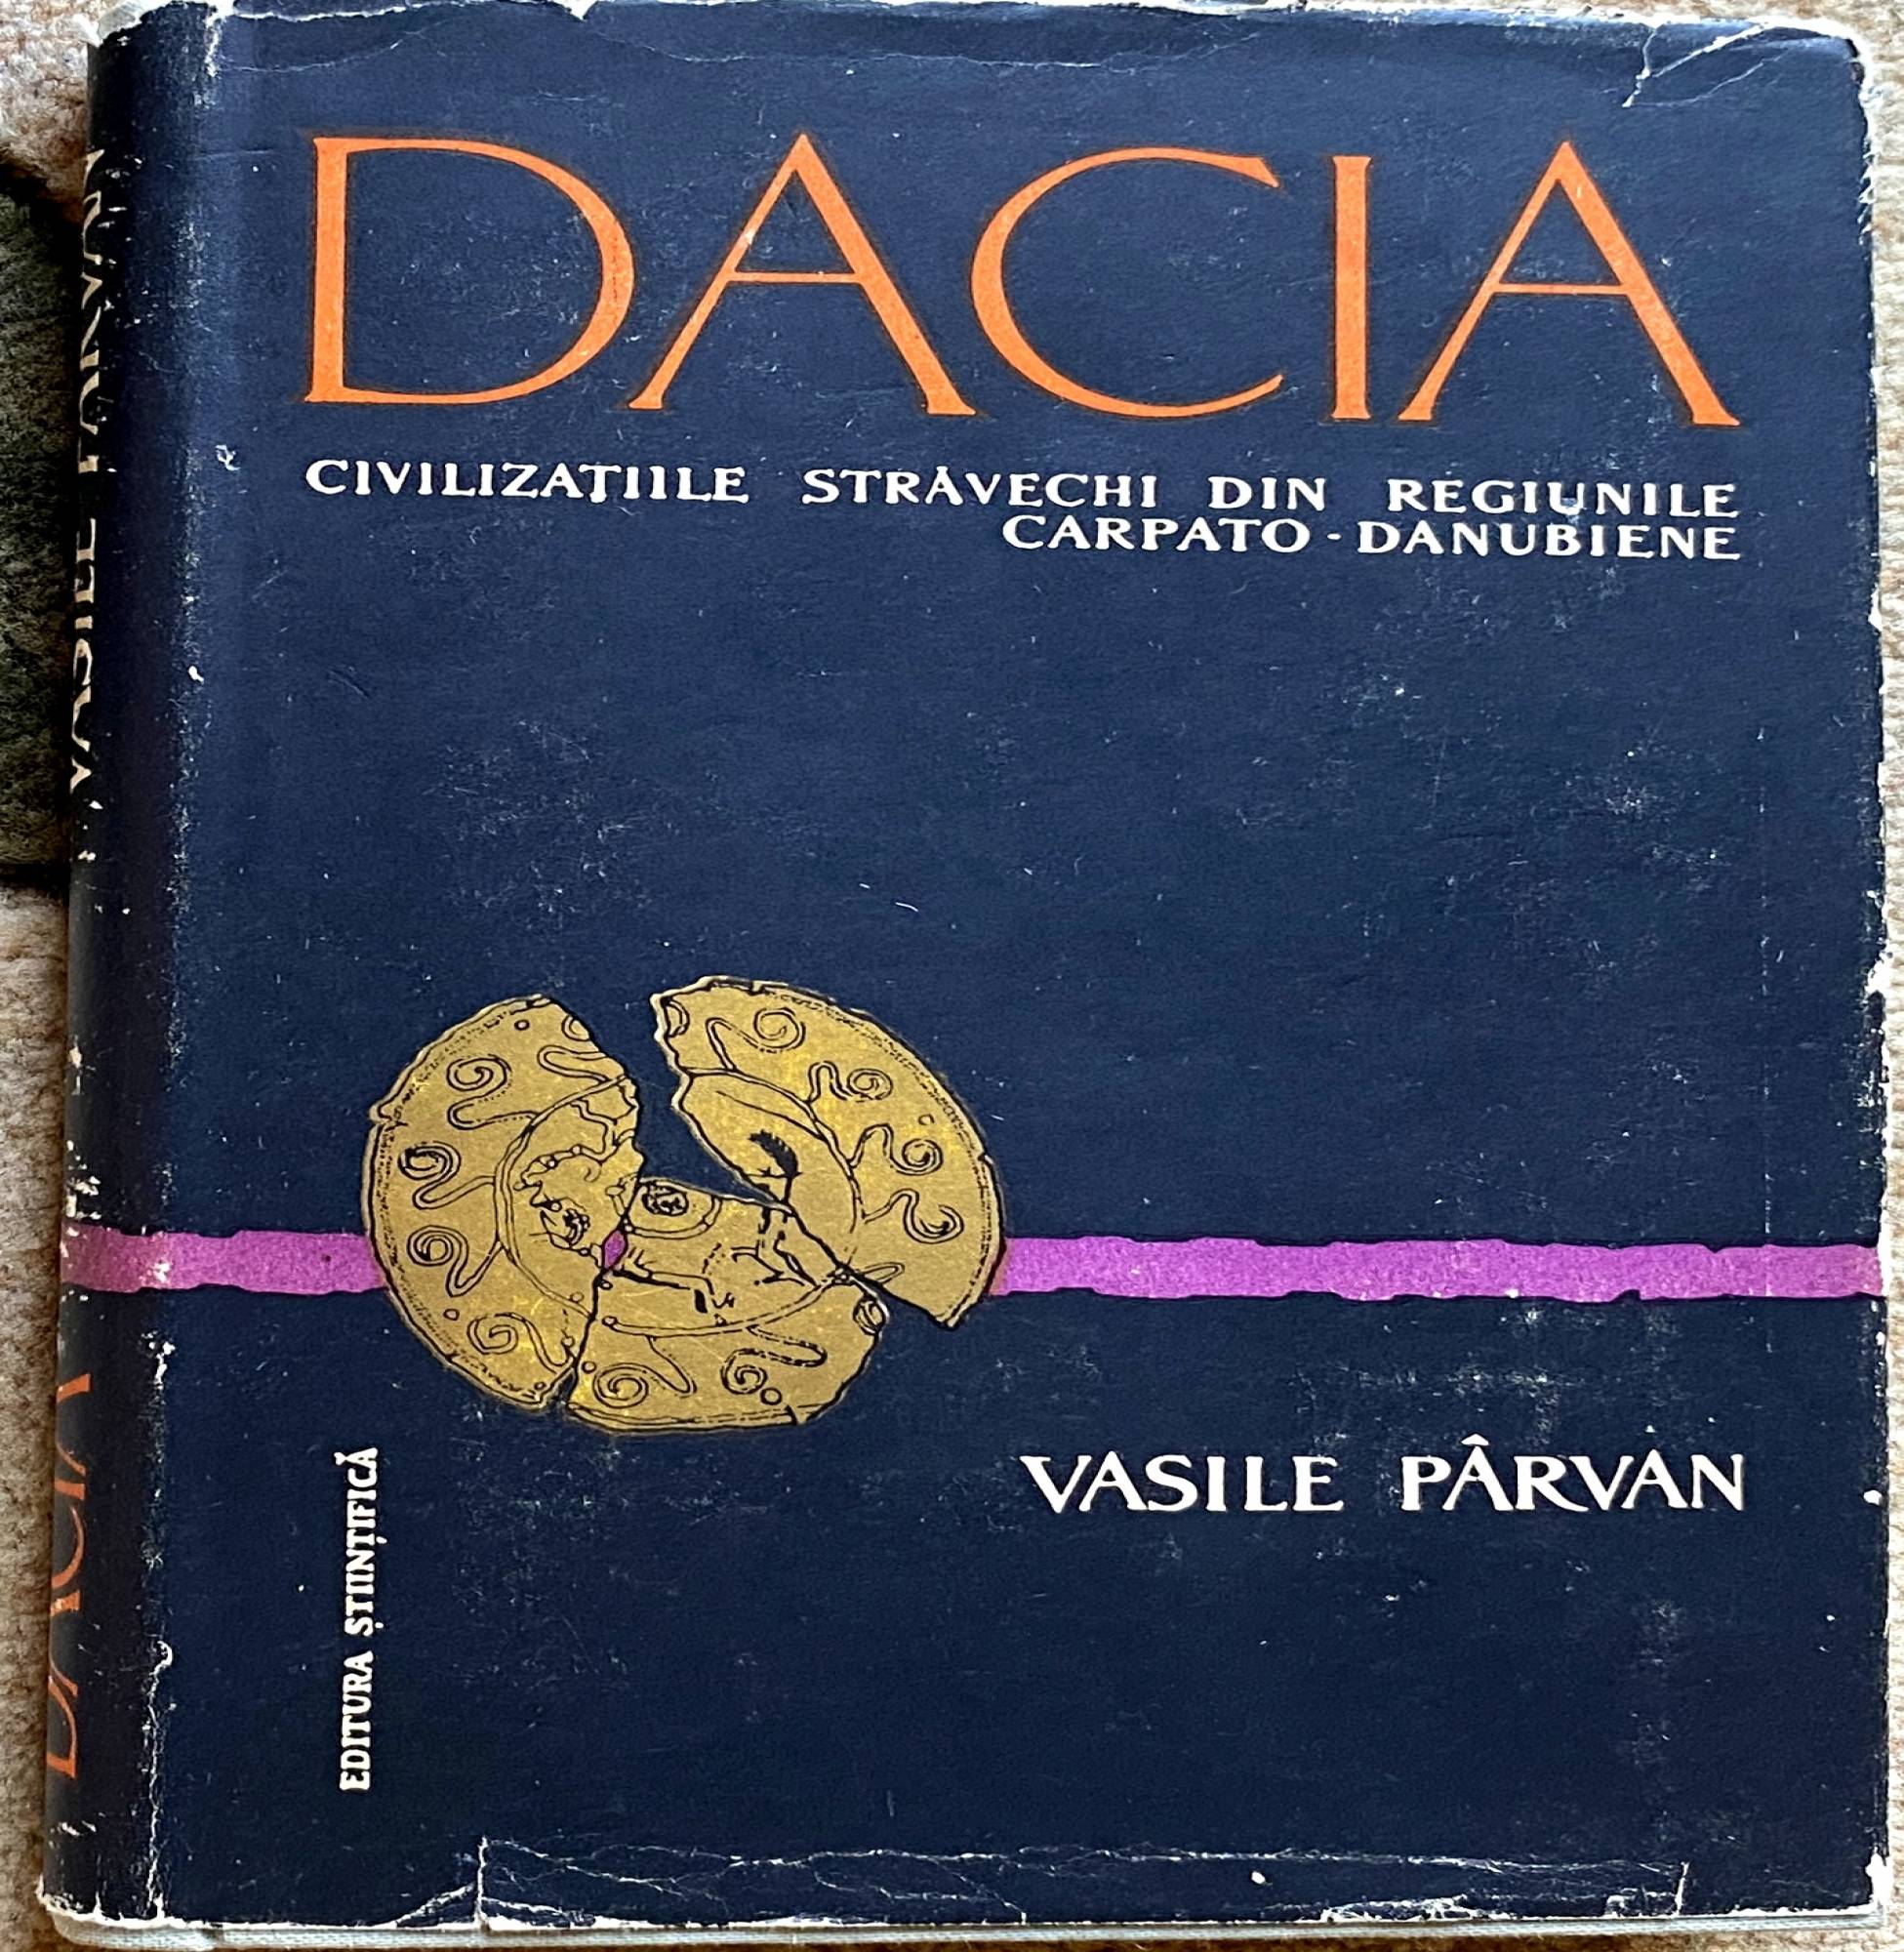 DACIA
CIVILIZAȚIILE STRĂVECHI DIN REGIUNILE
CARPATO-DANUBIENE
VASILE PÂRVAN
EDITURA ȘTIINȚIFICĂ
VASILE PÂRVAN
DACIA